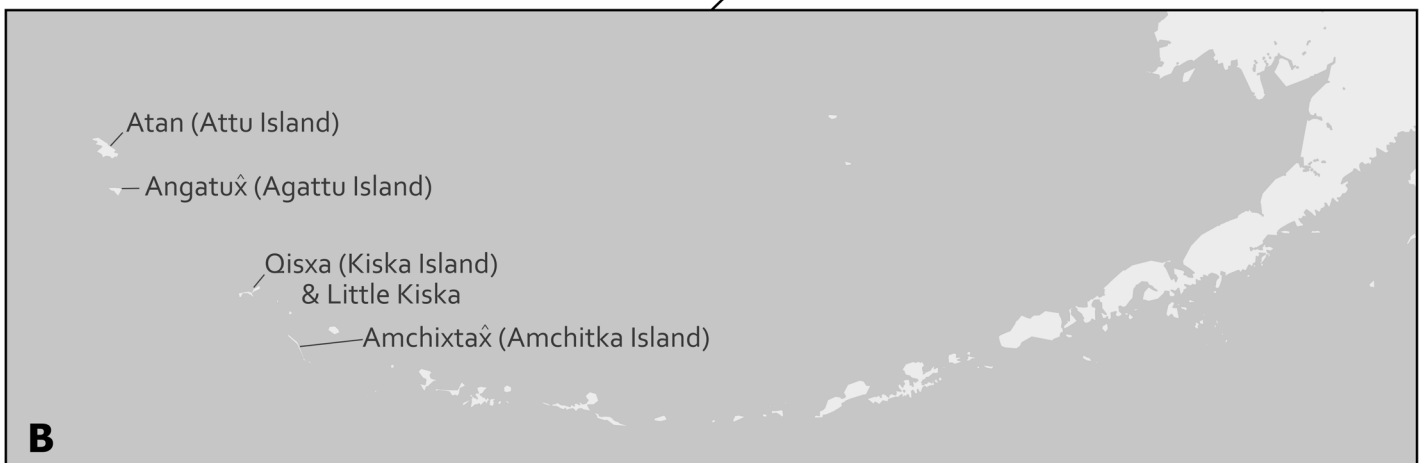 Atan (Attu Island)
Angatux̂ (Agattu Island)
Qisxa (Kiska Island)
& Little Kiska
Amchixtax̂ (Amchitka Island)
B